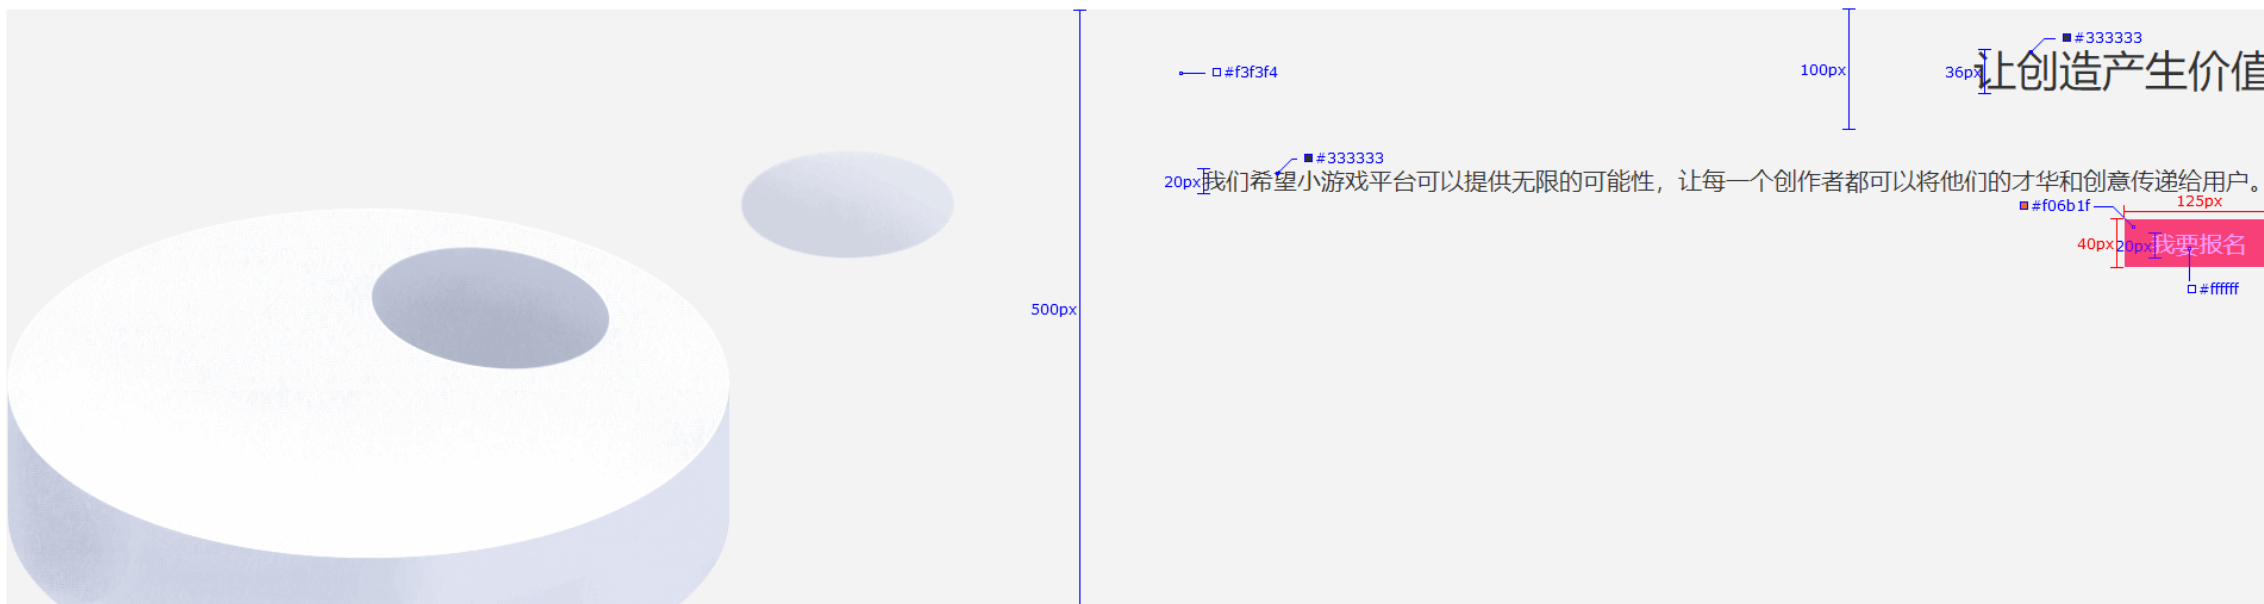 #333333
#f3f3f4
100px
36px
让创造产生价值
#333333
20px
我们希望小游戏平台可以提供无限的可能性，让每一个创作者都可以将他们的才华和创意传递给用户。
#f06b1f
125px
40px
20px
我要报名
#ffffff
500px